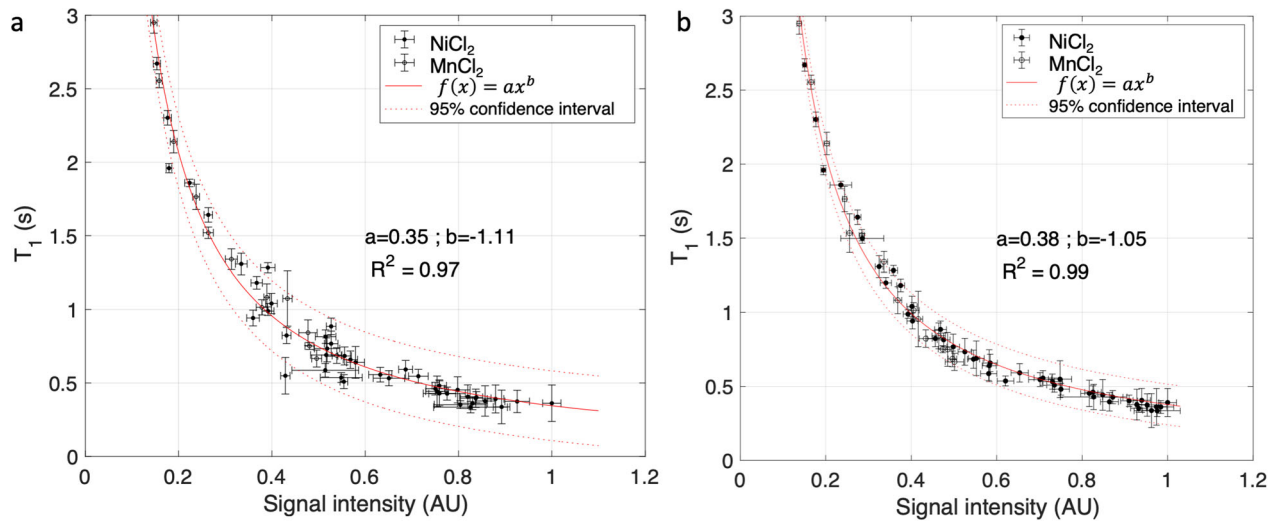 a
3
2.5
2
1.5
1
0.5
0
T₁ (s)
NiCl₂
MnCl₂
f(x) = axᵇ
95% confidence interval
a=0.35 ; b=-1.11
R² = 0.97
0 0.2 0.4 0.6 0.8 1 1.2
Signal intensity (AU)
b
3
2.5
2
1.5
1
0.5
0
T₁ (s)
NiCl₂
MnCl₂
f(x) = axᵇ
95% confidence interval
a=0.38 ; b=-1.05
R² = 0.99
0 0.2 0.4 0.6 0.8 1 1.2
Signal intensity (AU)